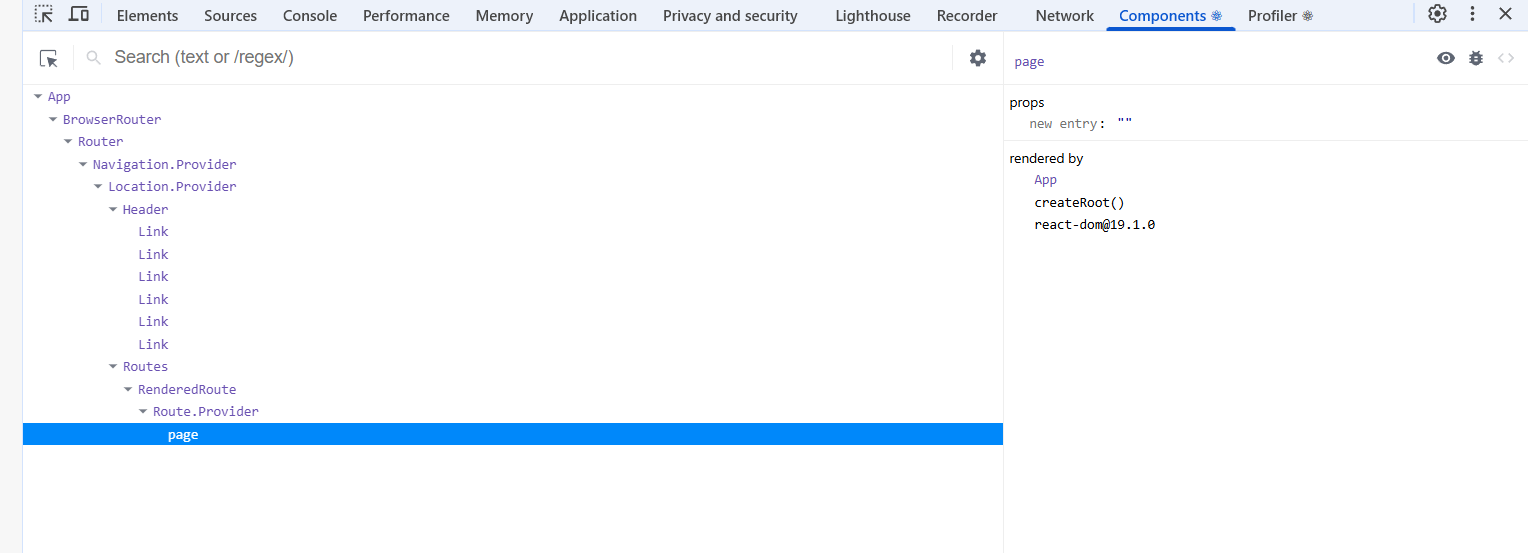 Elements Sources Console Performance Memory Application Privacy and security Lighthouse Recorder Network Components Profiler
Search (text or /regex/)
App
BrowserRouter
Router
Navigation.Provider
Location.Provider
Header
Link
Link
Link
Link
Link
Link
Routes
RenderedRoute
Route.Provider
page
page
props
new entry: ""
rendered by
App
createRoot()
react-dom@19.1.0